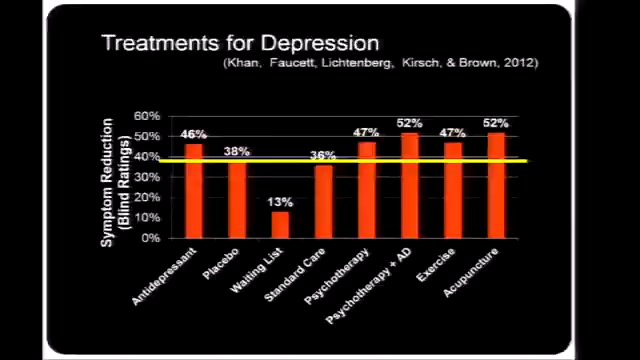 Treatments for Depression
(Khan, Faucett, Lichtenberg, Kirsch, & Brown, 2012)
Symptom Reduction
(Blind Ratings)
60%
50%
40%
30%
20%
10%
0%
46%
38%
13%
36%
47%
52%
47%
52%
Antidepressant
Placebo
Waiting List
Standard Care
Psychotherapy
Psychotherapy + AD
Exercise
Acupuncture